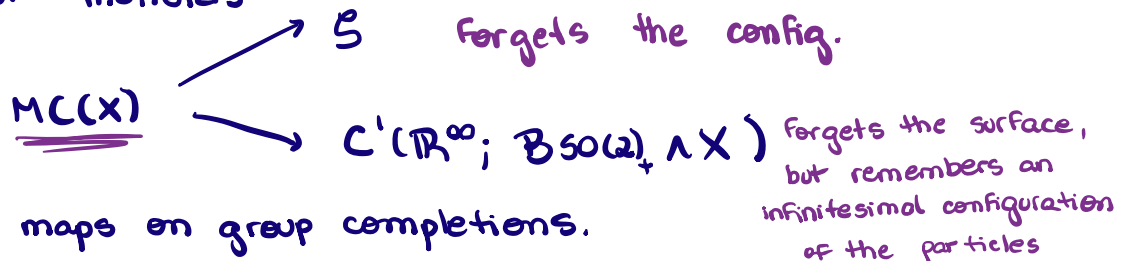 S Forgets the config.
MC(X)
C'(ℝ^∞; BSO(2)₊ ∧ X) Forgets the surface,
but remembers an
infinitesimal configuration
maps on group completions.
of the particles